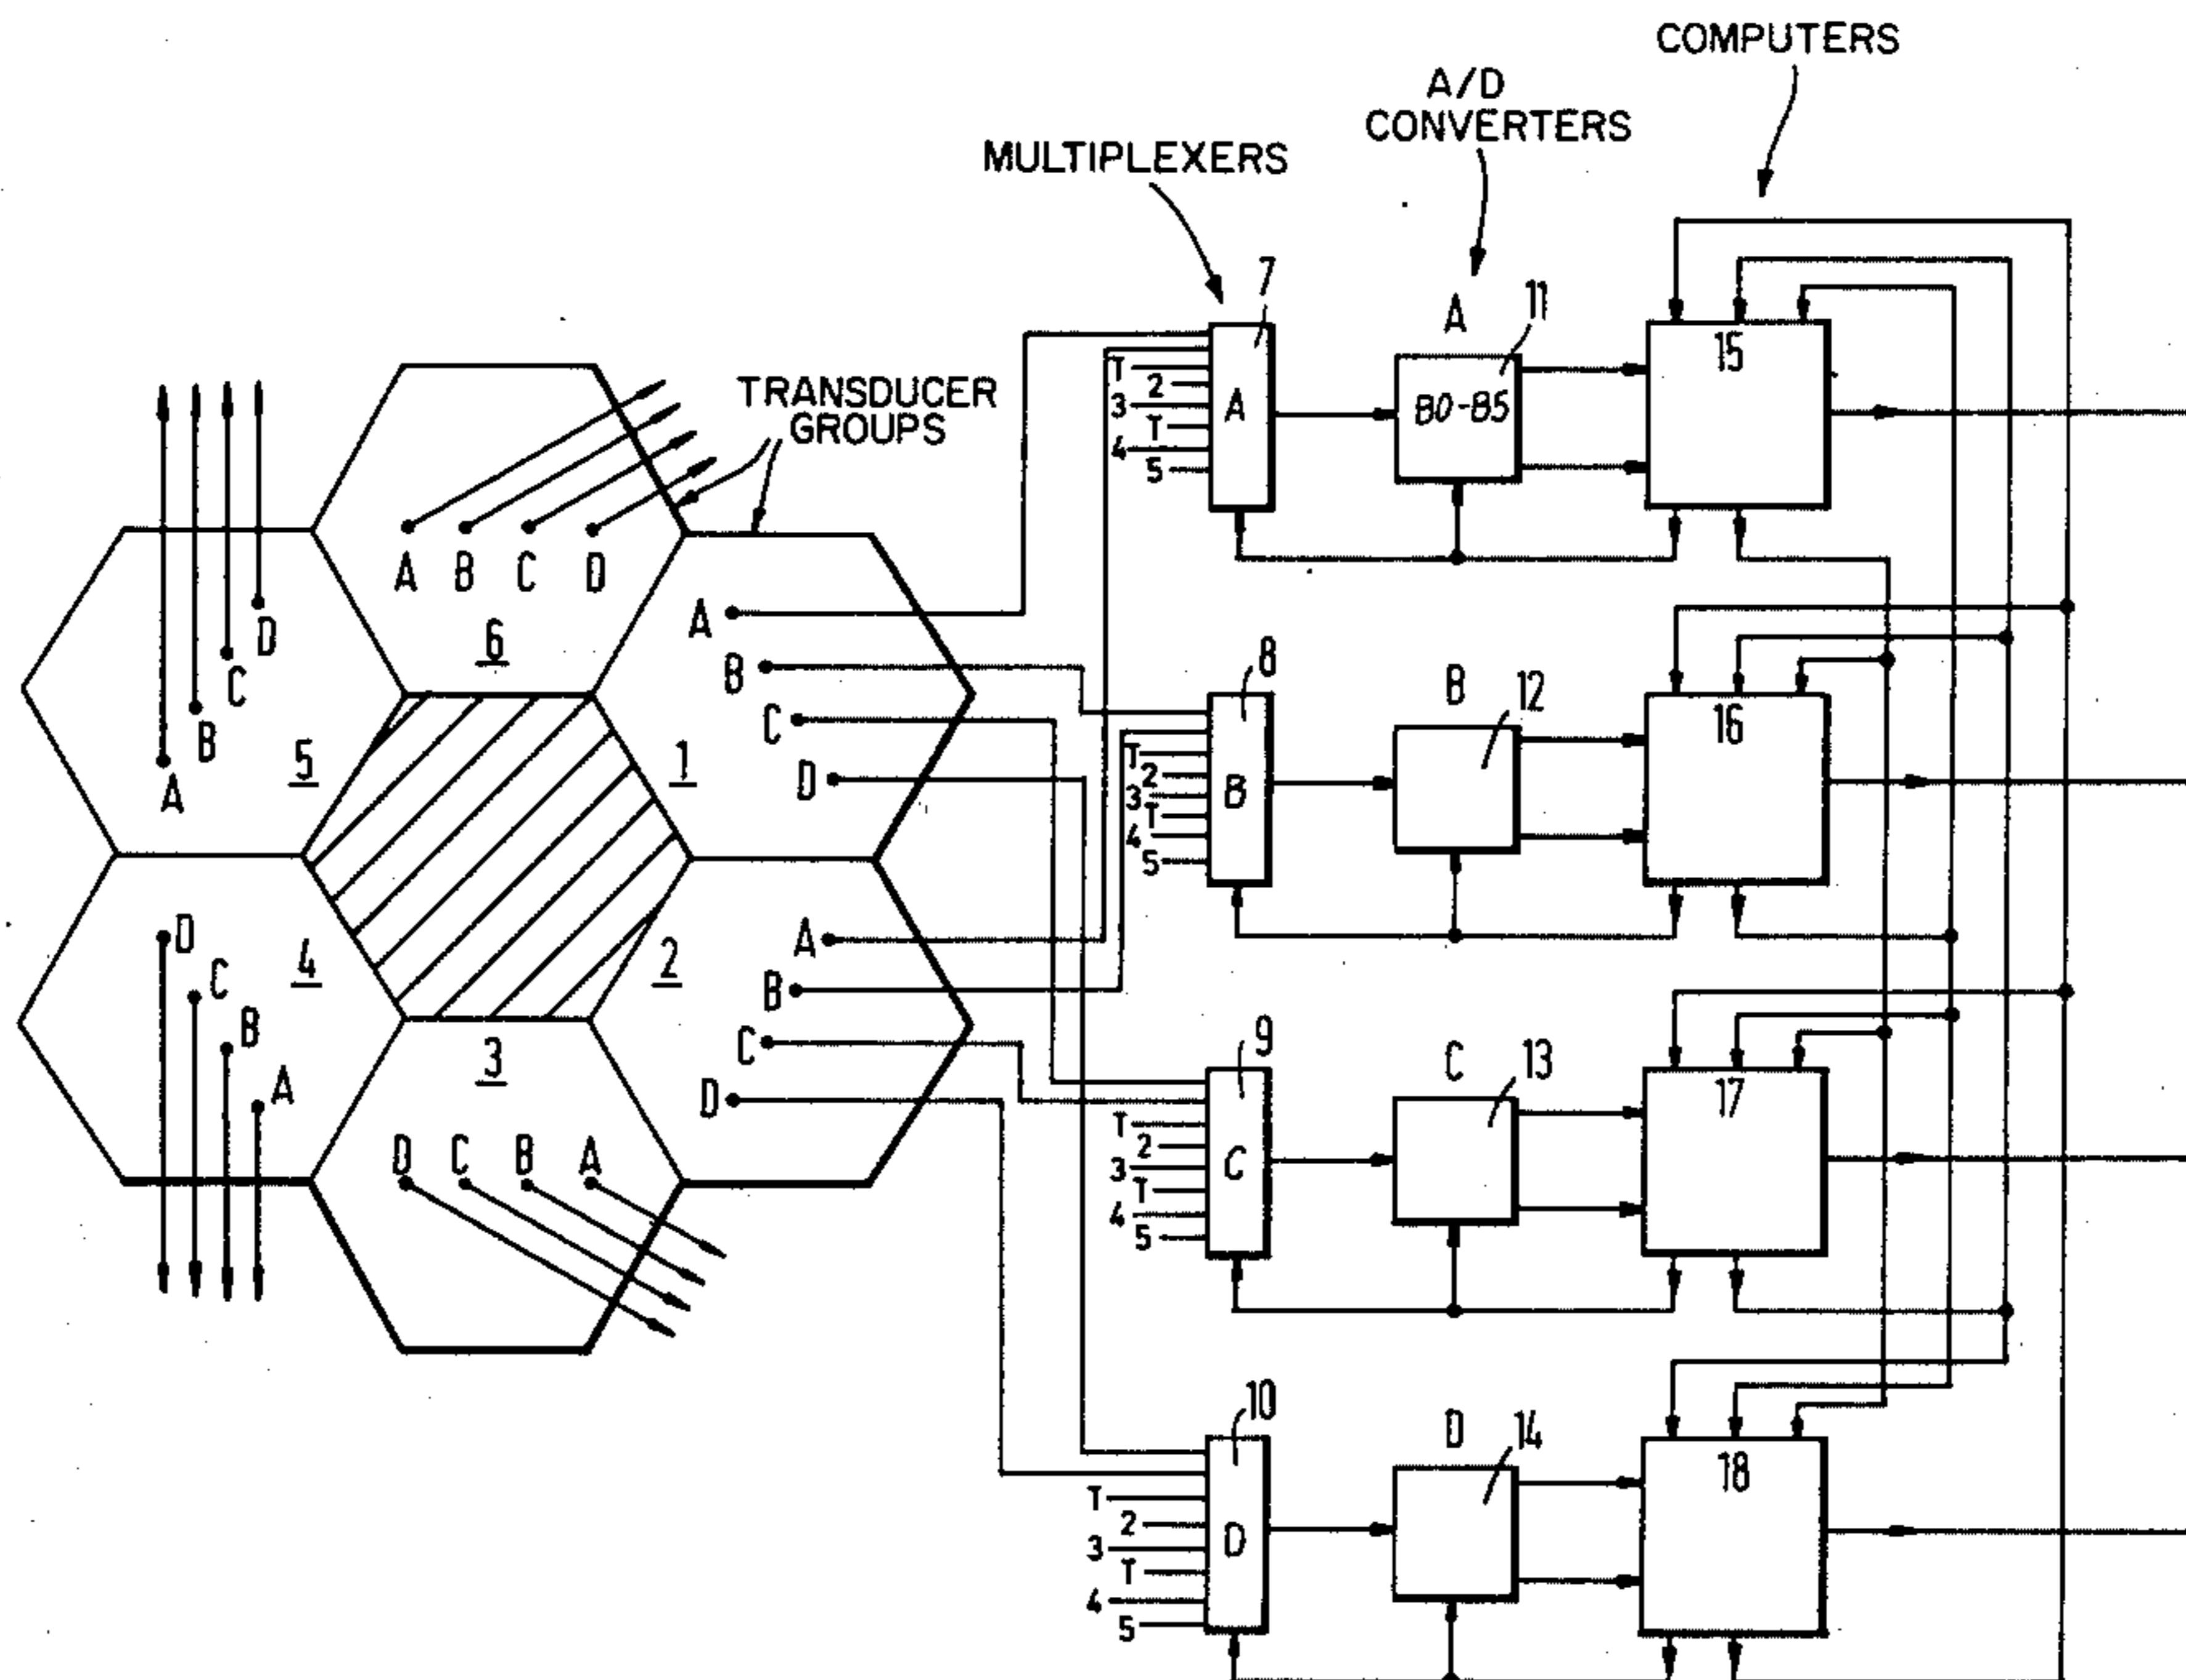 COMPUTERS
A/D
CONVERTERS
MULTIPLEXERS
TRANSDUCER
GROUPS
A B C D
6
D
C
B
A
5
A
B
C
D
1
A
B
C
D
2
D
C
B
A
4
3
D C B A
7
A
T
2
3
T
4
5
A
11
B0-B5
15
8
B
T
2
3
T
4
5
B
12
16
9
C
T
2
3
T
4
5
C
13
17
10
D
T
2
3
T
4
5
D
14
18